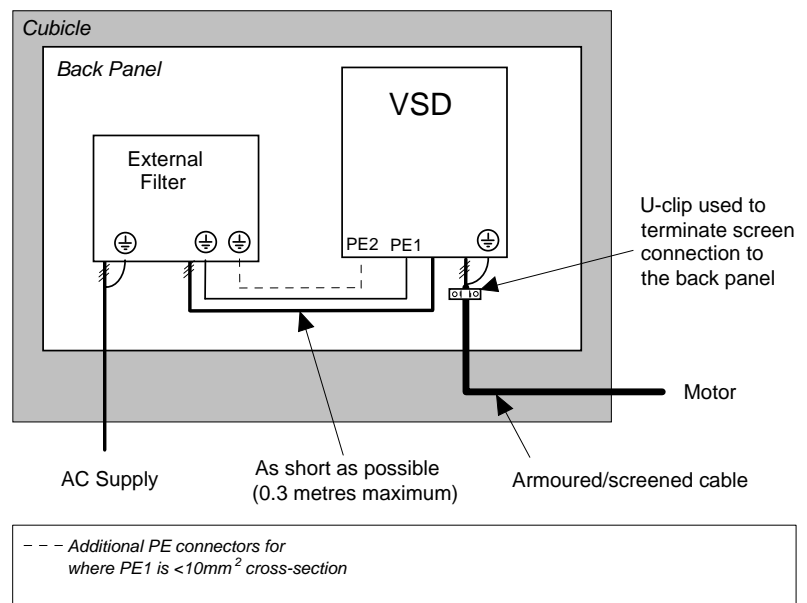 Cubicle
Back Panel
VSD
External
Filter
PE2 PE1
U-clip used to
terminate screen
connection to
the back panel
Motor
AC Supply
As short as possible
(0.3 metres maximum)
Armoured/screened cable
Additional PE connectors for
where PE1 is <10mm² cross-section